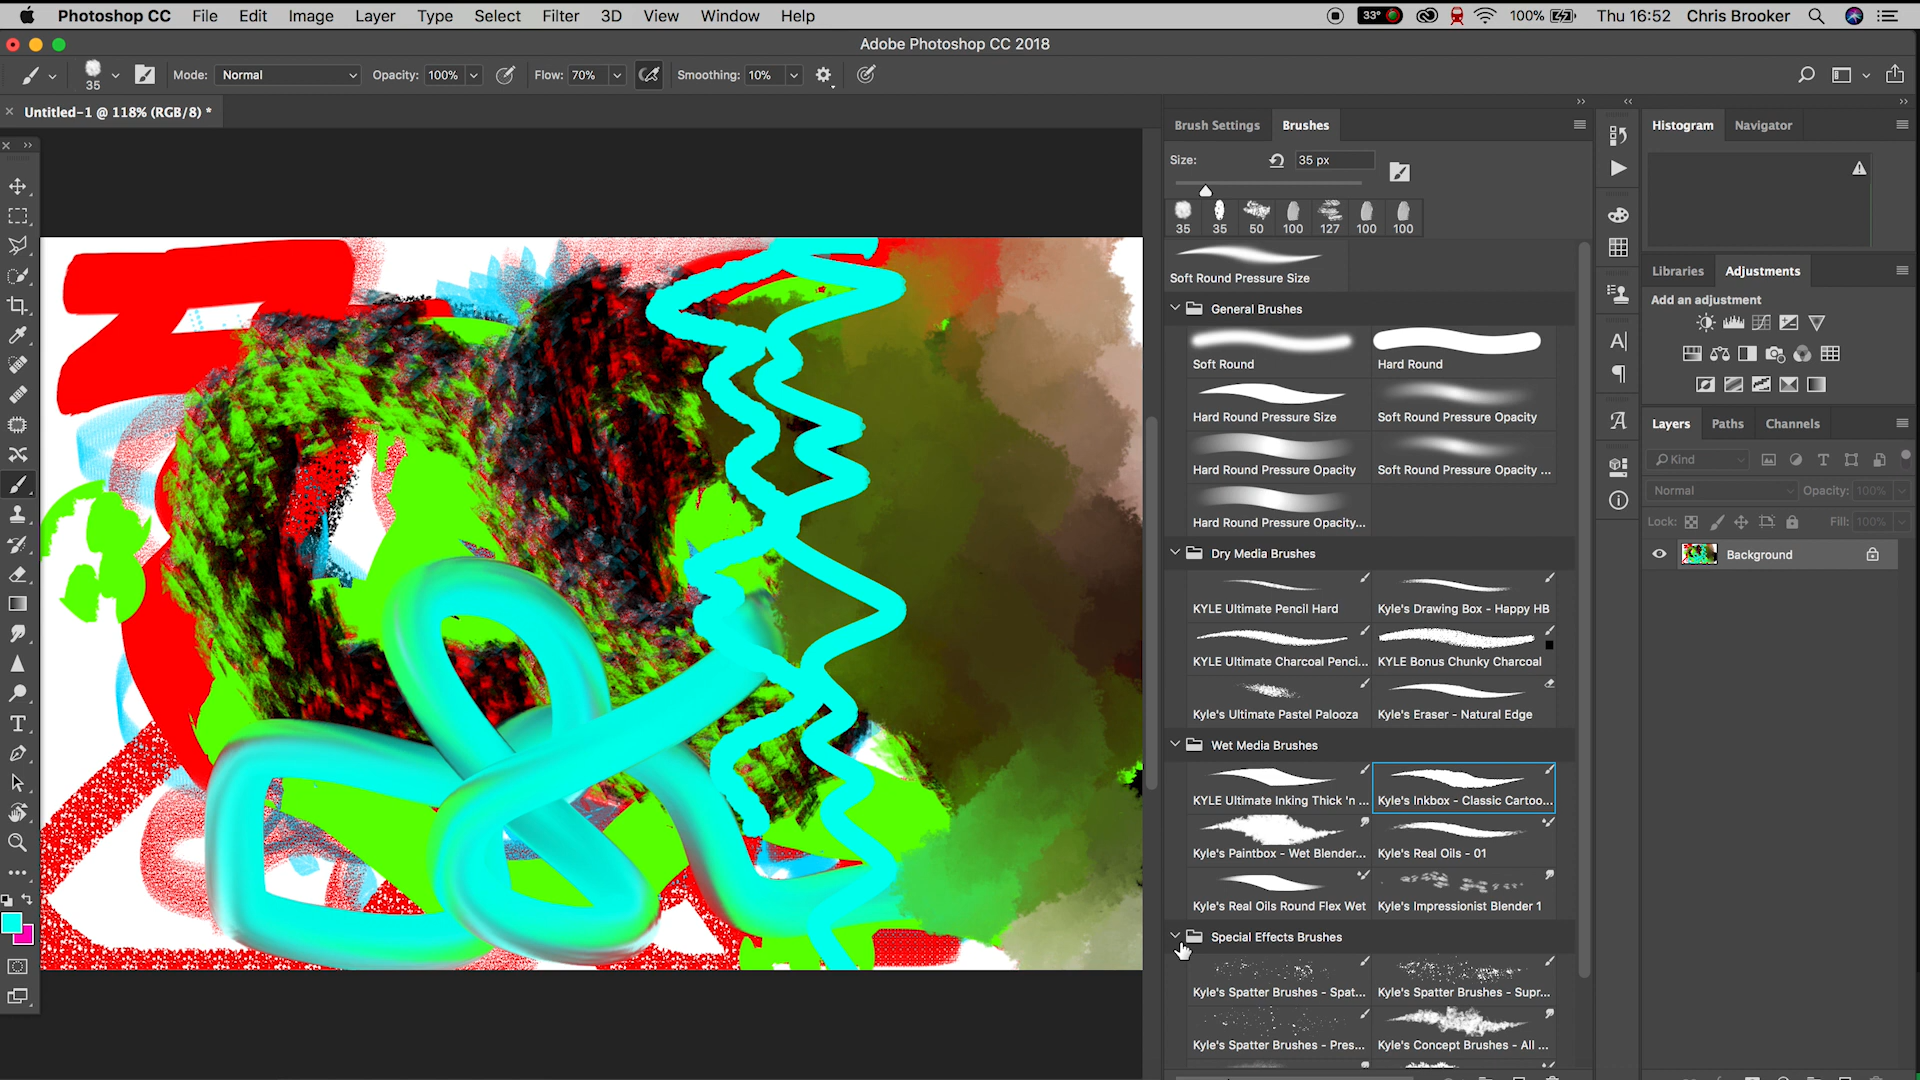 Photoshop CC File Edit Image Layer Type Select Filter 3D View Window Help 33° 100% Thu 16:52 Chris Brooker
Adobe Photoshop CC 2018
35 Mode: Normal Opacity: 100% Flow: 70% Smoothing: 10%
Untitled-1 @ 118% (RGB/8) *
Brush Settings Brushes
Size: 35 px
35 35 50 100 127 100 100
Soft Round Pressure Size
General Brushes
Soft Round Hard Round
Hard Round Pressure Size Soft Round Pressure Opacity
Hard Round Pressure Opacity Soft Round Pressure Opacity ...
Hard Round Pressure Opacity...
Dry Media Brushes
KYLE Ultimate Pencil Hard Kyle's Drawing Box - Happy HB
KYLE Ultimate Charcoal Penci... KYLE Bonus Chunky Charcoal
Kyle's Ultimate Pastel Palooza Kyle's Eraser - Natural Edge
Wet Media Brushes
KYLE Ultimate Inking Thick 'n ... Kyle's Inkbox - Classic Cartoo...
Kyle's Paintbox - Wet Blender... Kyle's Real Oils - 01
Kyle's Real Oils Round Flex Wet Kyle's Impressionist Blender 1
Special Effects Brushes
Kyle's Spatter Brushes - Spat... Kyle's Spatter Brushes - Supr...
Kyle's Spatter Brushes - Pres... Kyle's Concept Brushes - All ...
Histogram Navigator
Libraries Adjustments
Add an adjustment
Layers Paths Channels
Kind
Normal Opacity: 100%
Lock: Fill: 100%
Background